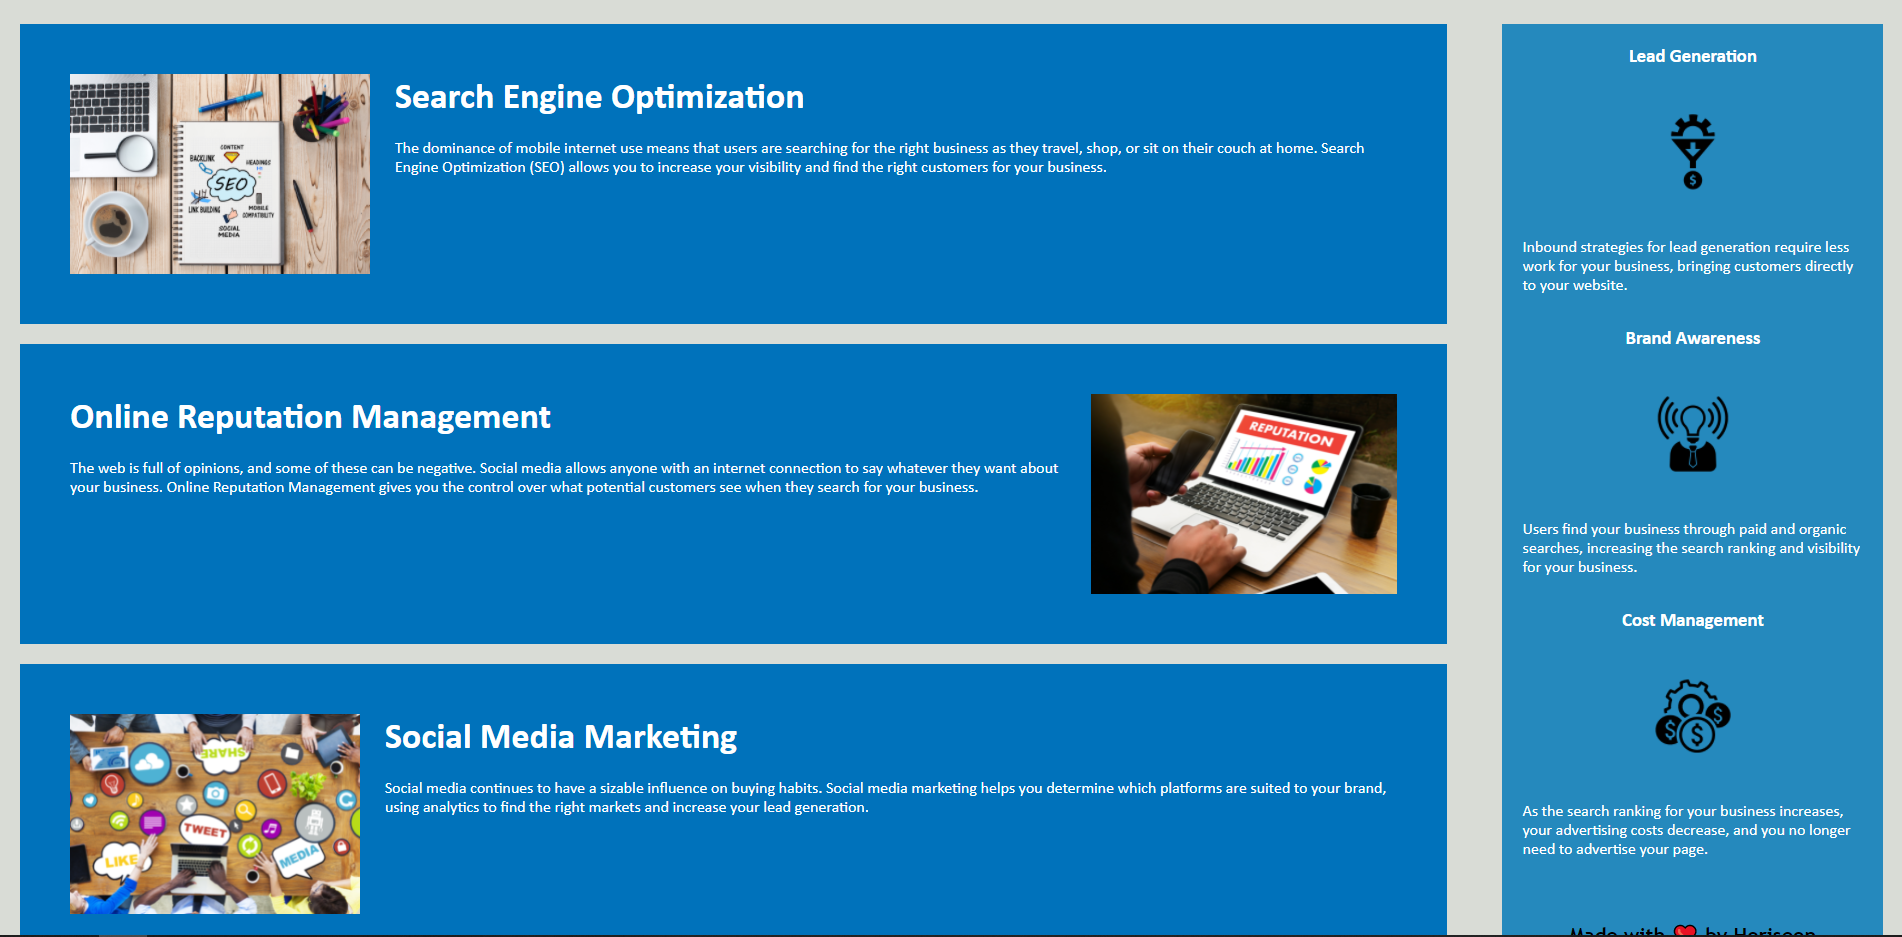 Search Engine Optimization
The dominance of mobile internet use means that users are searching for the right business as they travel, shop, or sit on their couch at home. Search
Engine Optimization (SEO) allows you to increase your visibility and find the right customers for your business.
CONTENT
BACKLINK
HEADINGS
SEO
LINK BUILDING
MOBILE
COMPATIBILITY
SOCIAL
MEDIA
Online Reputation Management
The web is full of opinions, and some of these can be negative. Social media allows anyone with an internet connection to say whatever they want about
your business. Online Reputation Management gives you the control over what potential customers see when they search for your business.
REPUTATION
Social Media Marketing
Social media continues to have a sizable influence on buying habits. Social media marketing helps you determine which platforms are suited to your brand,
using analytics to find the right markets and increase your lead generation.
SHARE
TWEET
LIKE
MEDIA
Lead Generation
$
Inbound strategies for lead generation require less
work for your business, bringing customers directly
to your website.
Brand Awareness
Users find your business through paid and organic
searches, increasing the search ranking and visibility
for your business.
Cost Management
$ $ $
As the search ranking for your business increases,
your advertising costs decrease, and you no longer
need to advertise your page.
Made with ❤️ by Horiseon